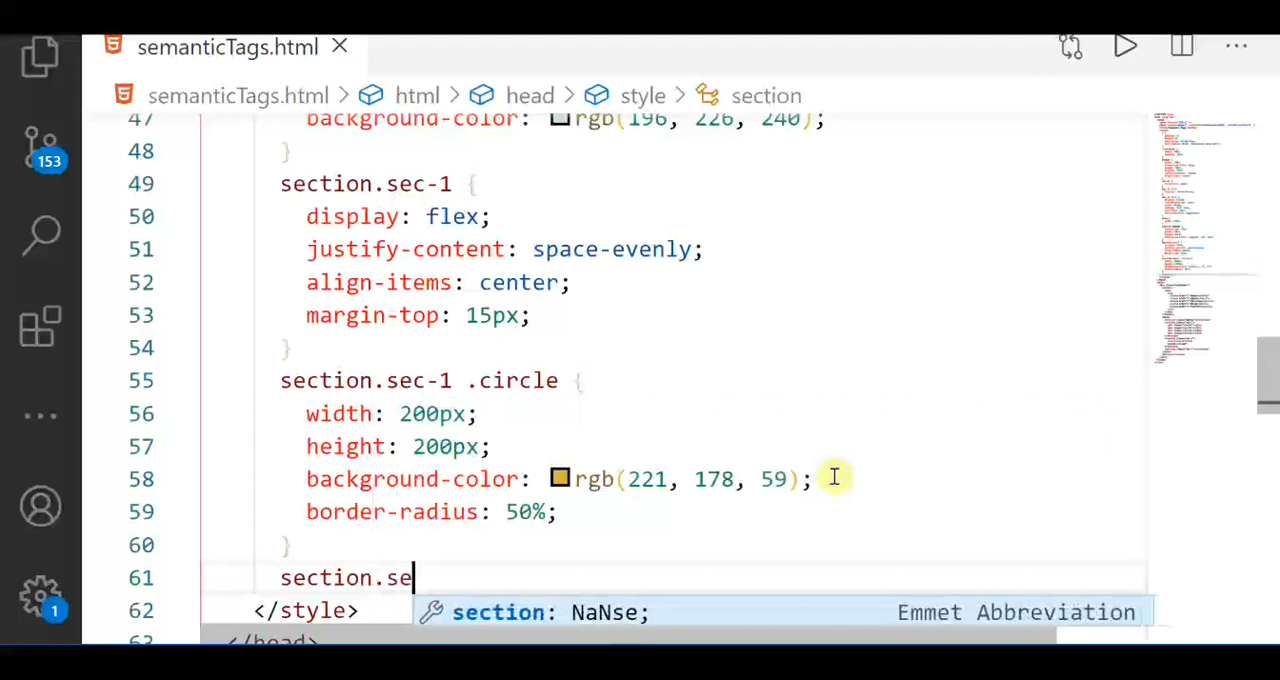 semanticTags.html
semanticTags.html > html > head > style > section
47 background-color: rgb(196, 226, 240);
48 }
49 section.sec-1 {
50 display: flex;
51 justify-content: space-evenly;
52 align-items: center;
53 margin-top: 15px;
54 }
55 section.sec-1 .circle {
56 width: 200px;
57 height: 200px;
58 background-color: rgb(221, 178, 59);
59 border-radius: 50%;
60 }
61 section.se
62 </style>
section: NaNse; Emmet Abbreviation
63 </head>
153
1